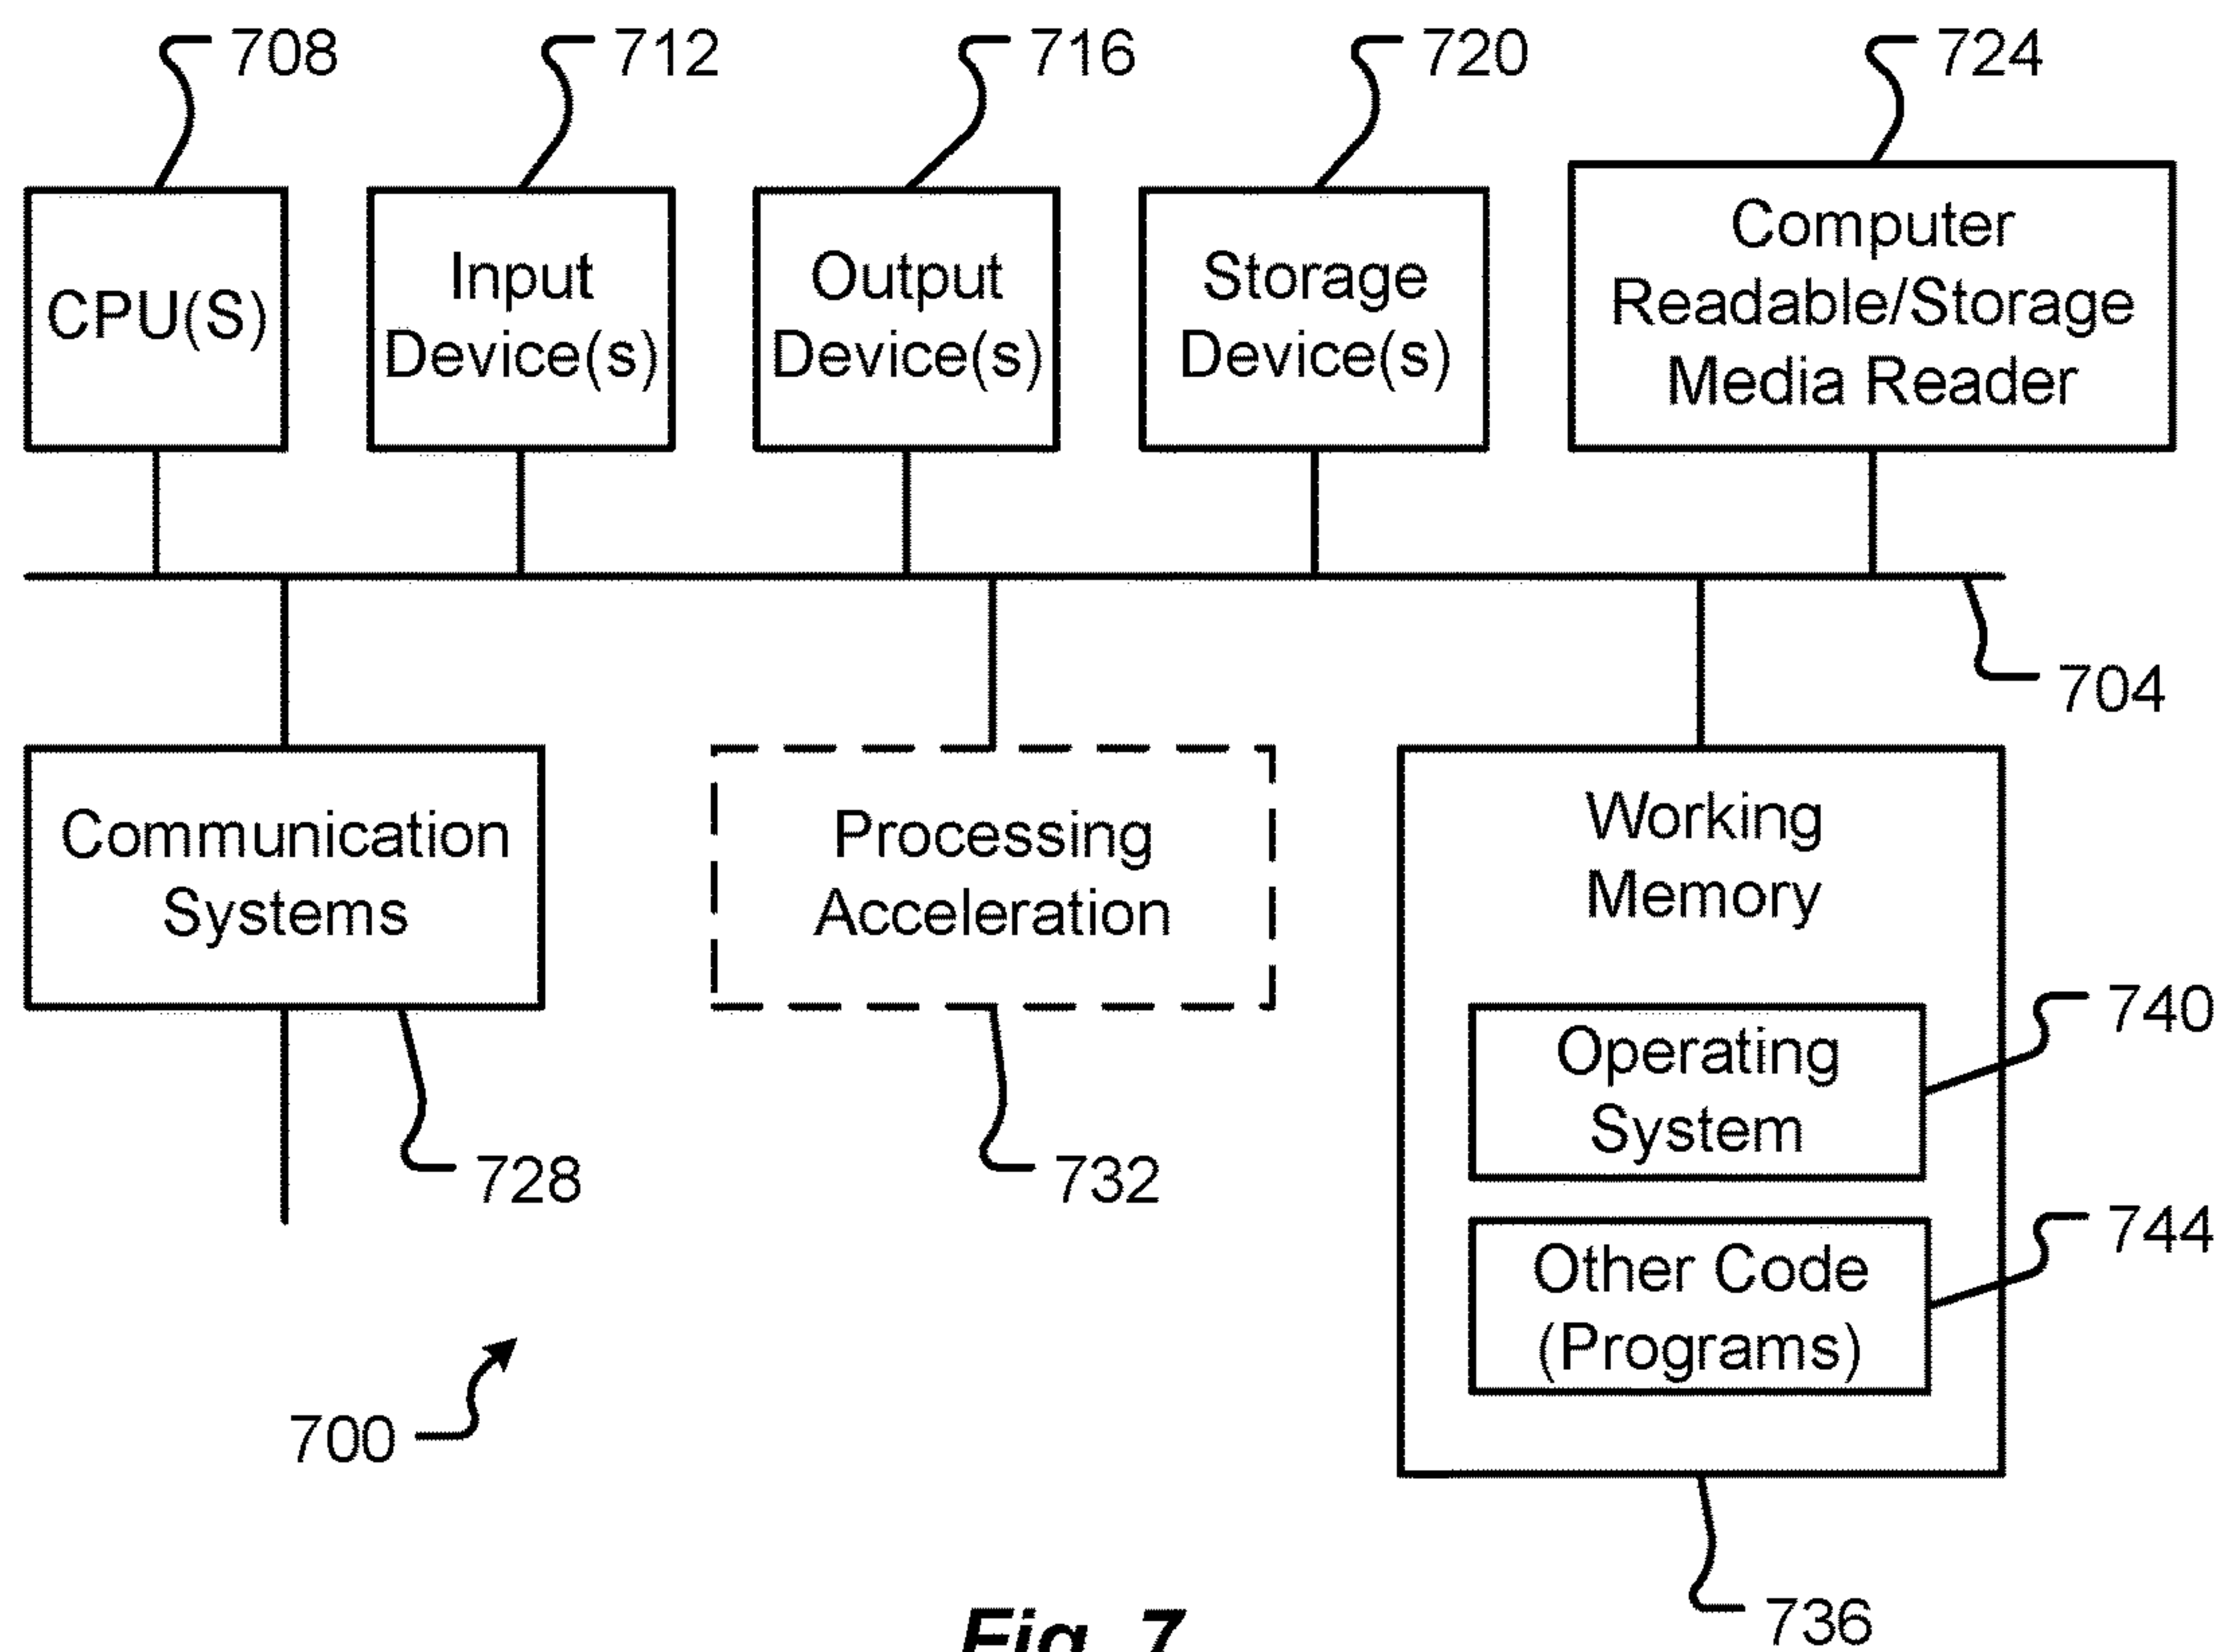 708
712
716
720
724
CPU(S)
Input
Device(s)
Output
Device(s)
Storage
Device(s)
Computer
Readable/Storage
Media Reader
704
Communication
Systems
Processing
Acceleration
Working
Memory
Operating
System
740
Other Code
(Programs)
744
728
732
700
736
Fig. 7